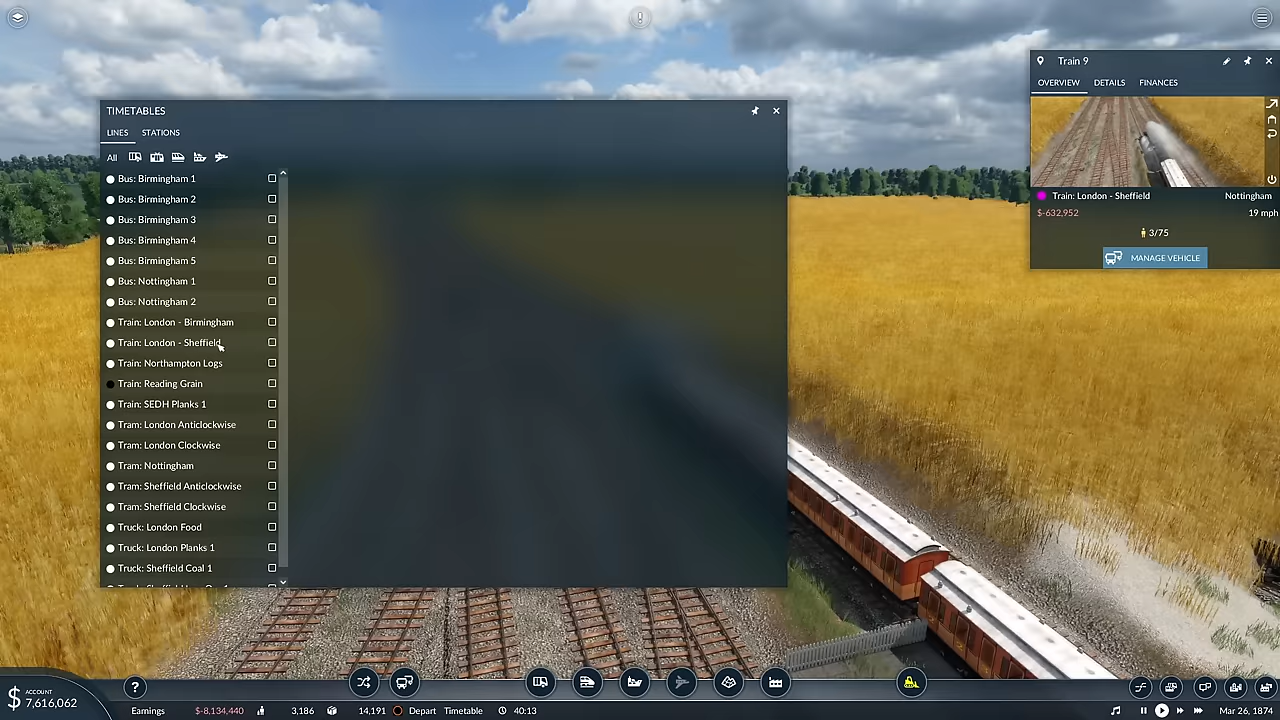 Train 9
OVERVIEW DETAILS FINANCES
Train: London - Sheffield Nottingham
$-632,952 19 mph
3/75
MANAGE VEHICLE
TIMETABLES
LINES STATIONS
All
Bus: Birmingham 1
Bus: Birmingham 2
Bus: Birmingham 3
Bus: Birmingham 4
Bus: Birmingham 5
Bus: Nottingham 1
Bus: Nottingham 2
Train: London - Birmingham
Train: London - Sheffield
Train: Northampton Logs
Train: Reading Grain
Train: SEDH Planks 1
Tram: London Anticlockwise
Tram: London Clockwise
Tram: Nottingham
Tram: Sheffield Anticlockwise
Tram: Sheffield Clockwise
Truck: London Food
Truck: London Planks 1
Truck: Sheffield Coal 1
$ ACCOUNT
7,616,062
?
Earnings $-8,134,440 3,186 14,191 Depart Timetable 40:13 Mar 26, 1874